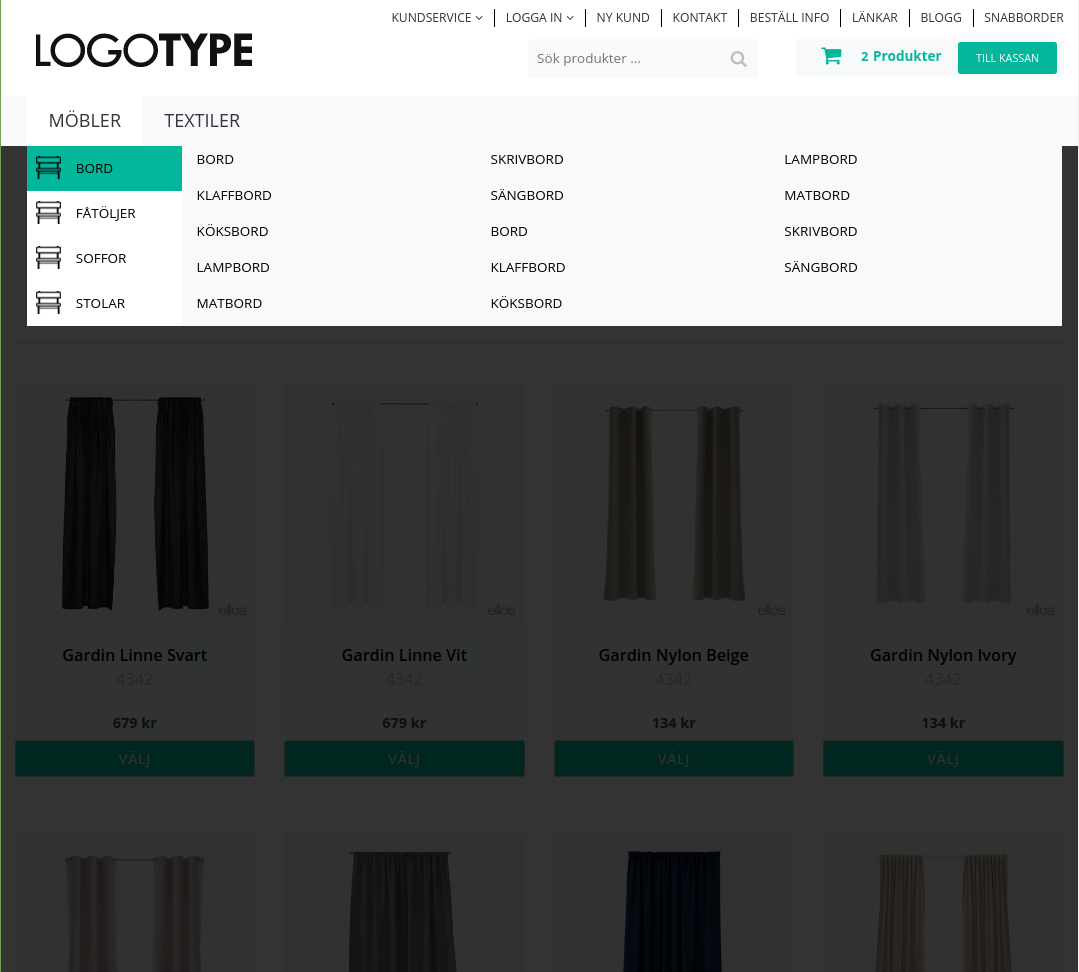 KUNDSERVICE LOGGA IN NY KUND KONTAKT BESTÄLL INFO LÄNKAR BLOGG SNABBORDER
LOGOTYPE
Sök produkter ... 2 Produkter TILL KASSAN
MÖBLER TEXTILER
BORD
FÅTÖLJER
SOFFOR
STOLAR
BORD SKRIVBORD LAMPBORD
KLAFFBORD SÄNGBORD MATBORD
KÖKSBORD BORD SKRIVBORD
LAMPBORD KLAFFBORD SÄNGBORD
MATBORD KÖKSBORD
ellos ellos ellos ellos
Gardin Linne Svart Gardin Linne Vit Gardin Nylon Beige Gardin Nylon Ivory
4342 4342 4342 4342
679 kr 679 kr 134 kr 134 kr
VÄLJ VÄLJ VÄLJ VÄLJ